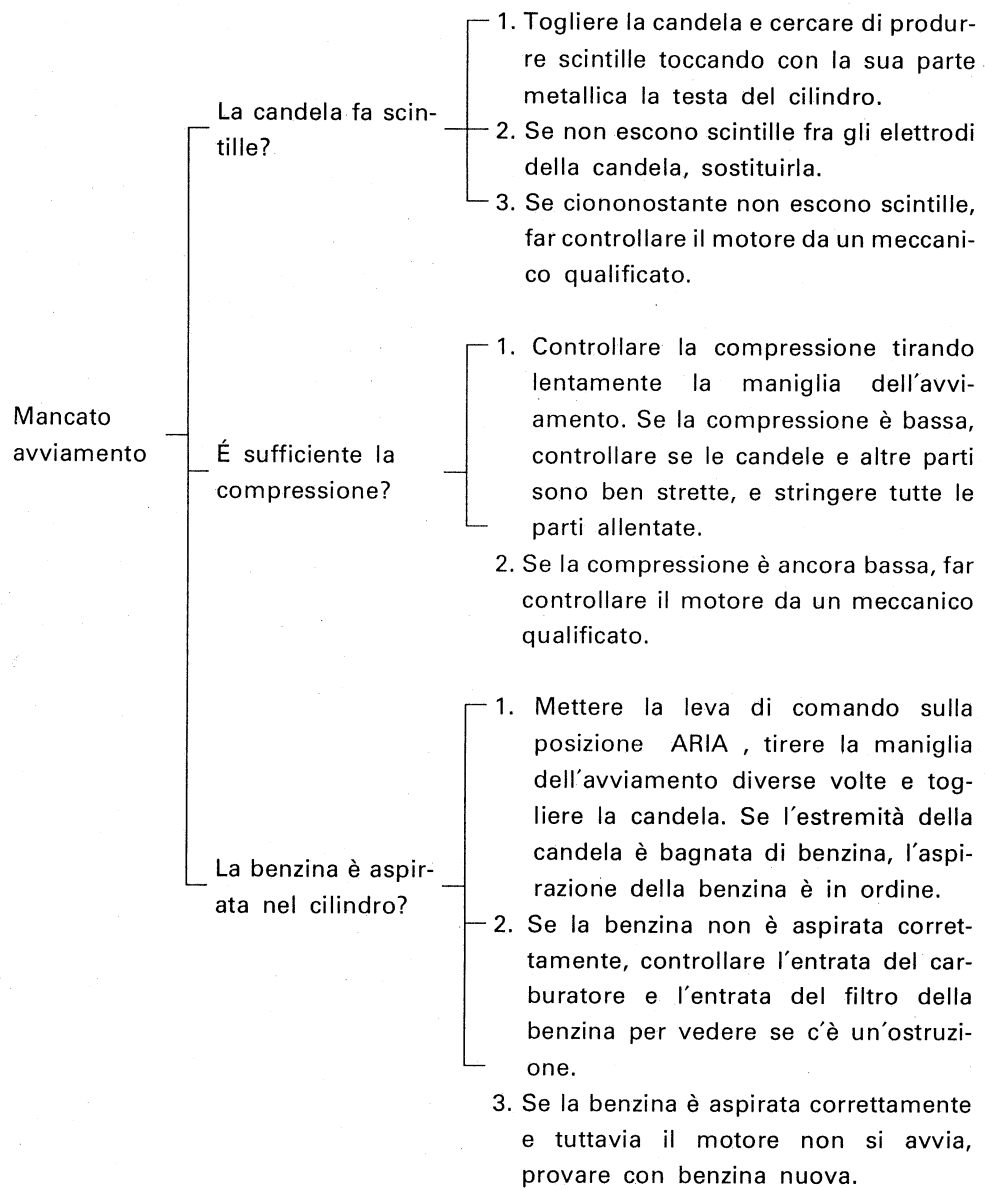 Mancato
avviamento
La candela fa scin-
tille?
1. Togliere la candela e cercare di produr-
re scintille toccando con la sua parte
metallica la testa del cilindro.
2. Se non escono scintille fra gli elettrodi
della candela, sostituirla.
3. Se ciononostante non escono scintille,
far controllare il motore da un meccani-
co qualificato.
É sufficiente la
compressione?
1. Controllare la compressione tirando
lentamente la maniglia dell'avvi-
amento. Se la compressione è bassa,
controllare se le candele e altre parti
sono ben strette, e stringere tutte le
parti allentate.
2. Se la compressione è ancora bassa, far
controllare il motore da un meccanico
qualificato.
La benzina è aspir-
ata nel cilindro?
1. Mettere la leva di comando sulla
posizione ARIA , tirere la maniglia
dell'avviamento diverse volte e tog-
liere la candela. Se l'estremità della
candela è bagnata di benzina, l'aspi-
razione della benzina è in ordine.
2. Se la benzina non è aspirata corret-
tamente, controllare l'entrata del car-
buratore e l'entrata del filtro della
benzina per vedere se c'è un'ostruzi-
one.
3. Se la benzina è aspirata correttamente
e tuttavia il motore non si avvia,
provare con benzina nuova.